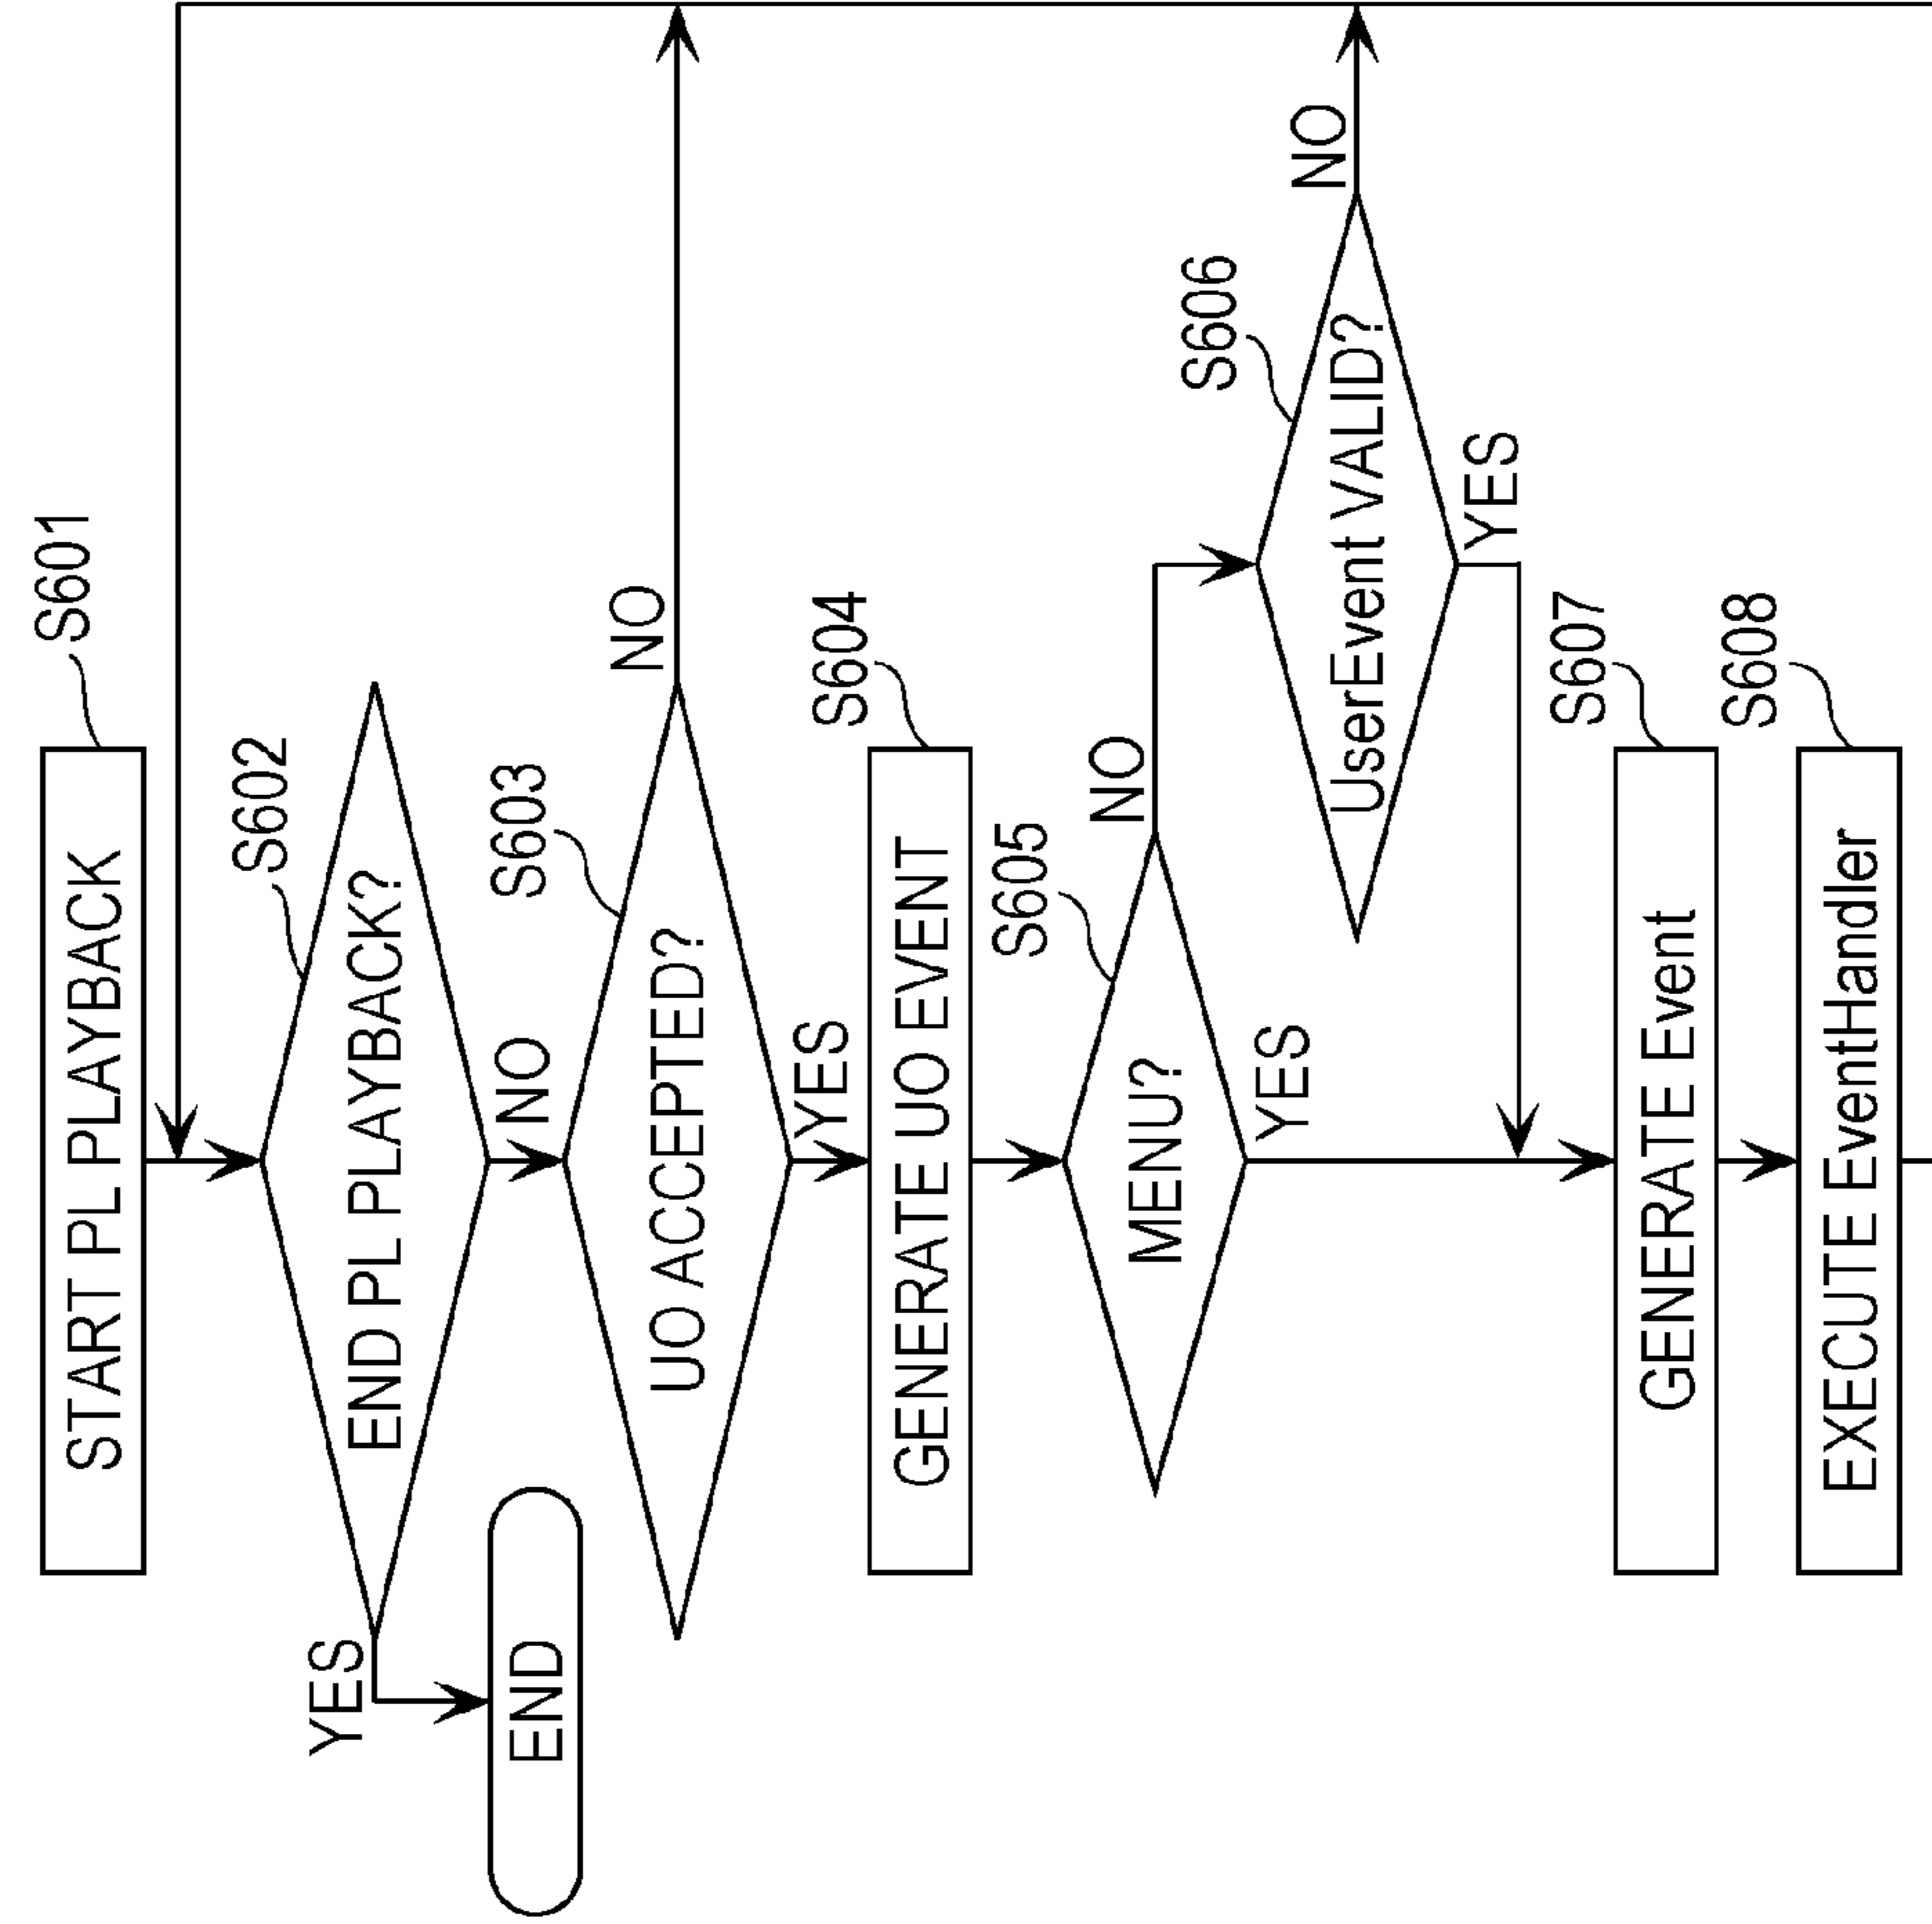 S601
START PL PLAYBACK
S602
END PL PLAYBACK?
YES
NO
END
S603
UO ACCEPTED?
NO
YES
S604
GENERATE UO EVENT
S605
MENU?
NO
YES
S606
UserEvent VALID?
NO
YES
S607
GENERATE Event
S608
EXECUTE EventHandler